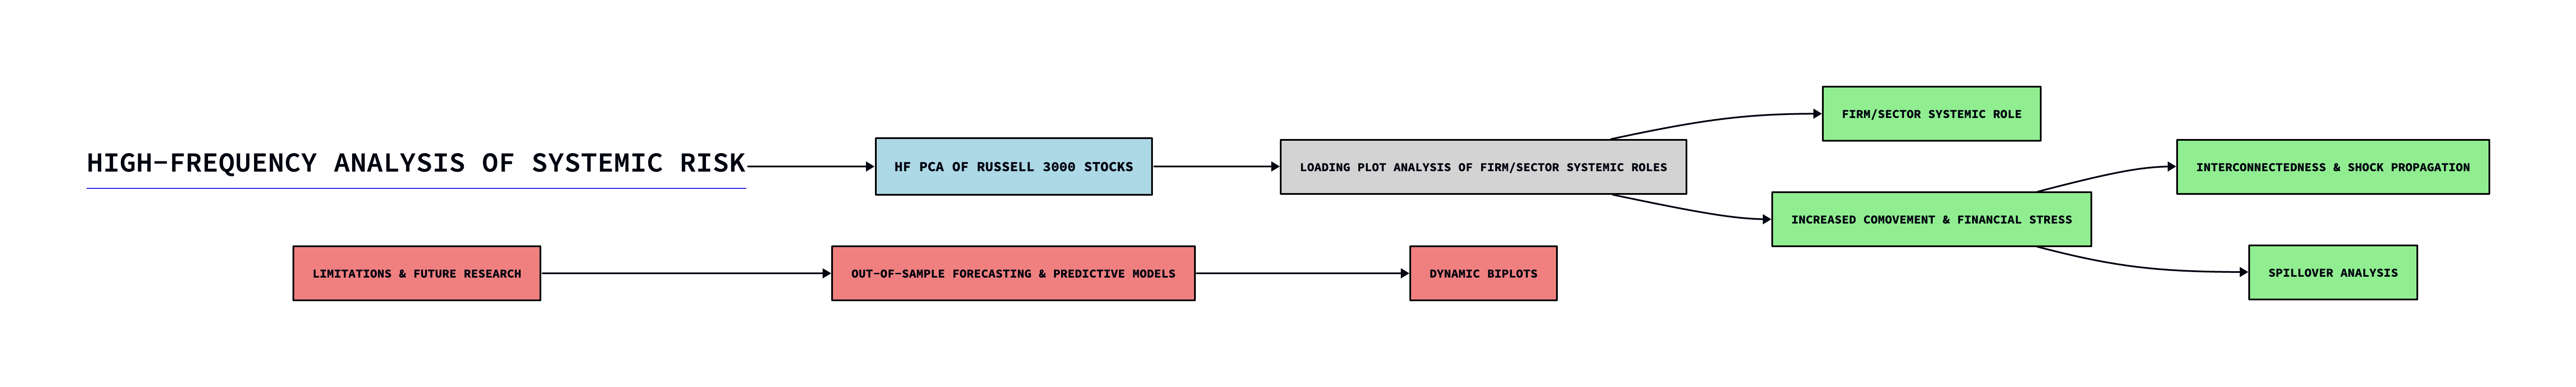 HIGH-FREQUENCY ANALYSIS OF SYSTEMIC RISK
HF PCA OF RUSSELL 3000 STOCKS
LOADING PLOT ANALYSIS OF FIRM/SECTOR SYSTEMIC ROLES
FIRM/SECTOR SYSTEMIC ROLE
INCREASED COMOVEMENT & FINANCIAL STRESS
INTERCONNECTEDNESS & SHOCK PROPAGATION
SPILLOVER ANALYSIS
LIMITATIONS & FUTURE RESEARCH
OUT-OF-SAMPLE FORECASTING & PREDICTIVE MODELS
DYNAMIC BIPLOTS